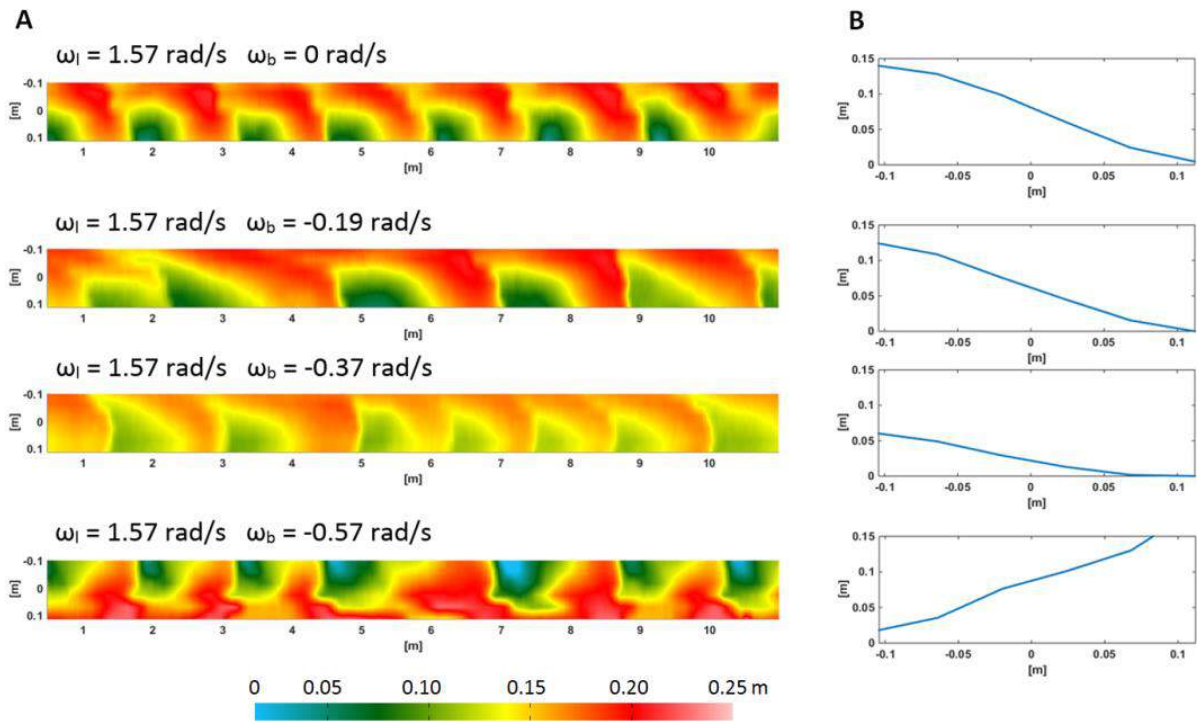 A
B
ωl = 1.57 rad/s ωb = 0 rad/s
-0.1
0
0.1
[m]
1 2 3 4 5 6 7 8 9 10
[m]
0.15
0.1
0.05
0
[m]
-0.1 -0.05 0 0.05 0.1
[m]
ωl = 1.57 rad/s ωb = -0.19 rad/s
-0.1
0
0.1
[m]
1 2 3 4 5 6 7 8 9 10
[m]
0.15
0.1
0.05
0
[m]
-0.1 -0.05 0 0.05 0.1
[m]
ωl = 1.57 rad/s ωb = -0.37 rad/s
-0.1
0
0.1
[m]
1 2 3 4 5 6 7 8 9 10
[m]
0.15
0.1
0.05
0
[m]
-0.1 -0.05 0 0.05 0.1
[m]
ωl = 1.57 rad/s ωb = -0.57 rad/s
-0.1
0
0.1
[m]
1 2 3 4 5 6 7 8 9 10
[m]
0.15
0.1
0.05
0
[m]
-0.1 -0.05 0 0.05 0.1
[m]
0 0.05 0.10 0.15 0.20 0.25 m